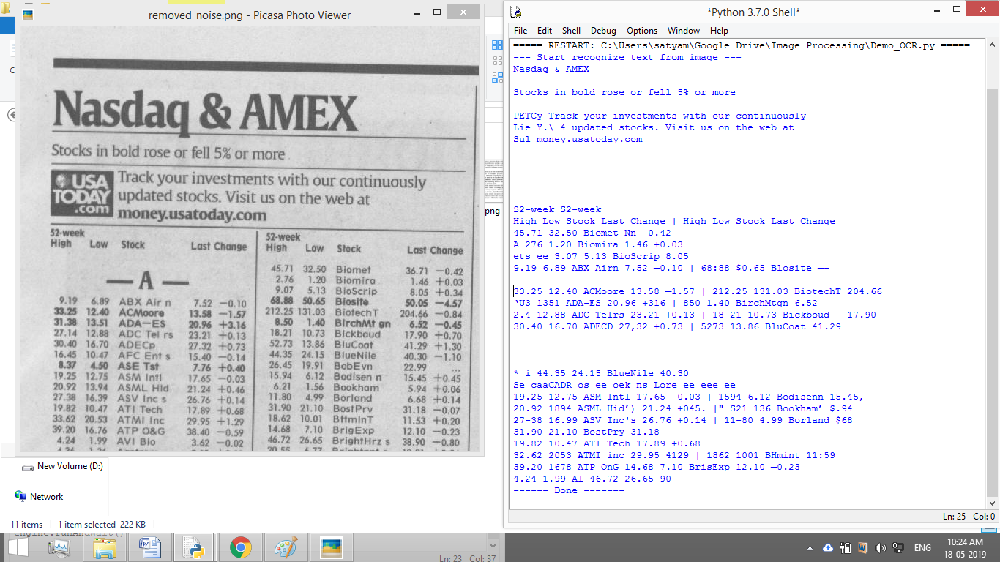 removed_noise.png - Picasa Photo Viewer
Nasdaq & AMEX
Stocks in bold rose or fell 5% or more
USA TODAY .com
Track your investments with our continuously
updated stocks. Visit us on the web at
money.usatoday.com
52-week
High Low Stock Last Change
— A —
9.19 6.89 ABX Air n 7.52 −0.10
33.25 12.40 ACMoore 13.58 −1.57
31.38 13.51 ADA−ES 20.96 +3.16
27.14 12.88 ADC Tel rs 23.21 +0.13
30.40 16.70 ADECp 27.32 +0.73
16.45 10.47 AFC Ent s 15.40 −0.14
8.37 4.50 ASE Tst 7.76 +0.40
19.25 12.75 ASM Intl 17.65 −0.03
20.92 13.94 ASML Hld 21.24 +0.46
27.38 16.39 ASV Inc s 26.76 +0.14
19.82 10.47 ATI Tech 17.89 +0.68
33.62 20.53 ATMI Inc 29.95 +1.29
39.20 16.76 ATP O&G 38.40 −0.59
4.24 1.99 AVI Bio 3.62 −0.02
52-week
High Low Stock Last Change
45.71 32.50 Biomet 36.71 −0.42
2.76 1.20 Biomira 1.46 +0.03
9.07 5.13 BioScrip 8.05 +0.34
68.88 50.65 Biosite 50.05 −4.57
212.25 131.03 BiotechT 204.66 −0.84
8.50 1.40 BirchMt gn 6.52 −0.45
18.21 10.73 Blckbaud 17.90 +0.70
52.73 13.86 BluCoat 41.29 +1.30
44.35 24.15 BlueNile 40.30 −1.10
26.45 19.91 BobEvn 22.99 ...
15.94 6.12 Bodisen n 15.45 +0.45
6.21 1.56 Bookham 5.94 +0.06
11.80 4.99 Borland 6.68 +0.14
31.90 21.10 BostPrv 31.18 −0.07
18.62 10.01 BttmlnT 11.53 +0.20
14.68 7.10 BrigExp 12.10 −0.23
46.72 26.65 BrightHrz s 38.90 −0.80
New Volume (D:)
Network
11 items 1 item selected 222 KB
png
*Python 3.7.0 Shell*
File Edit Shell Debug Options Window Help
===== RESTART: C:\Users\satyam\Google Drive\Image Processing\Demo_OCR.py =====
--- Start recognize text from image ---
Nasdaq & AMEX
Stocks in bold rose or fell 5% or more
PETCy Track your investments with our continuously
Lie Y.\ 4 updated stocks. Visit us on the web at
Sul money.usatoday.com
S2-week S2-week
High Low Stock Last Change | High Low Stock Last Change
45.71 32.50 Biomet Nn -0.42
A 276 1.20 Biomira 1.46 +0.03
ets ee 3.07 5.13 BioScrip 8.05
9.19 6.89 ABX Airn 7.52 —0.10 | 68:88 $0.65 Blosite ——
33.25 12.40 ACMoore 13.58 —1.57 | 212.25 131.03 BiotechT 204.66
‘U3 1351 ADA-ES 20.96 +316 | 850 1.40 BirchMtgn 6.52
2.4 12.88 ADC Telrs 23.21 +0.13 | 18-21 10.73 Bickboud — 17.90
30.40 16.70 ADECD 27,32 +0.73 | 5273 13.86 BluCoat 41.29
* i 44.35 24.15 BlueNile 40.30
Se caaCADR os ee oek ns Lore ee eee ee
19.25 12.75 ASM Intl 17.65 —0.03 | 1594 6.12 Bodisenn 15.45,
20.92 1894 ASML Hid’) 21.24 +045. |" S21 136 Bookham’ $.94
27-38 16.99 ASV Inc's 26.76 +0.14 | 11-80 4.99 Borland $68
31.90 21.10 BostPry 31.18
19.82 10.47 ATI Tech 17.89 +0.68
32.62 2053 ATMI inc 29.95 4129 | 1862 1001 BHmint 11:59
39.20 1678 ATP OnG 14.68 7.10 BrisExp 12.10 —0.23
4.24 1.99 Al 46.72 26.65 90 —
------ Done -------
Ln: 25 Col: 0
engine.runAndWait()
Ln: 23 Col: 37
ENG
10:24 AM
18-05-2019